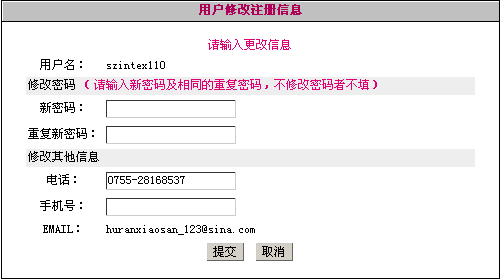 用户修改注册信息
请输入更改信息
用户名： szintex110
修改密码 （请输入新密码及相同的重复密码，不修改密码者不填）
新密码：
重复新密码：
修改其他信息
电话： 0755-28168537
手机号：
EMAIL： huranxiaosan_123@sina.com
提交 取消